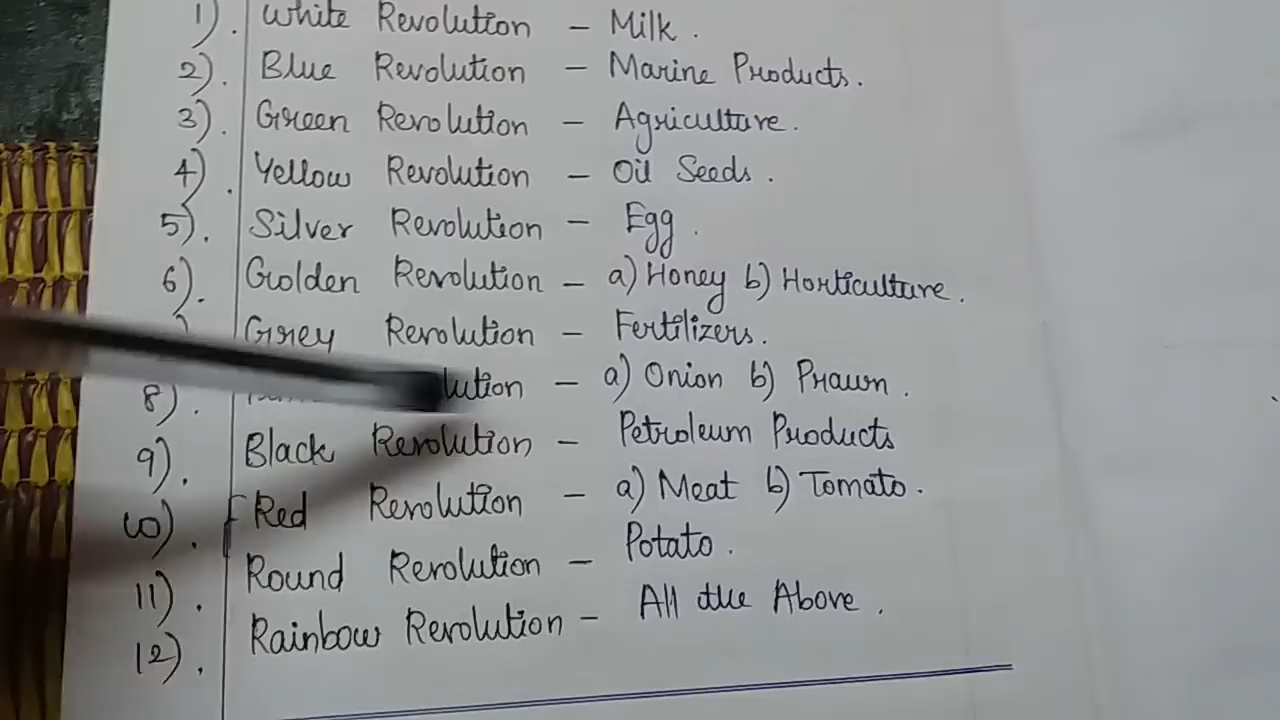 1). White Revolution - Milk.
2). Blue Revolution - Marine Products.
3). Green Revolution - Agriculture.
4). Yellow Revolution - Oil Seeds.
5). Silver Revolution - Egg.
6). Golden Revolution - a) Honey b) Horticulture.
Grey Revolution - Fertilizers.
8). lution - a) Onion b) Prawn.
9). Black Revolution - Petroleum Products
10). Red Revolution - a) Meat b) Tomato.
11). Round Revolution - Potato.
12). Rainbow Revolution - All the Above.